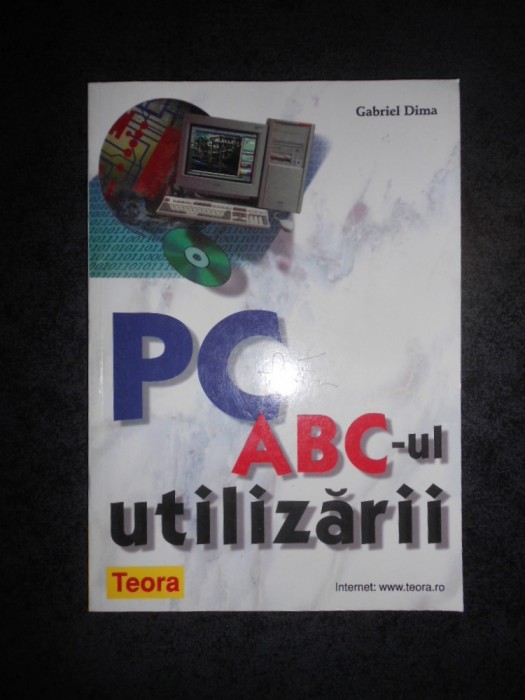 Gabriel Dima
PC
ABC-ul
utilizării
Teora
Internet: www.teora.ro